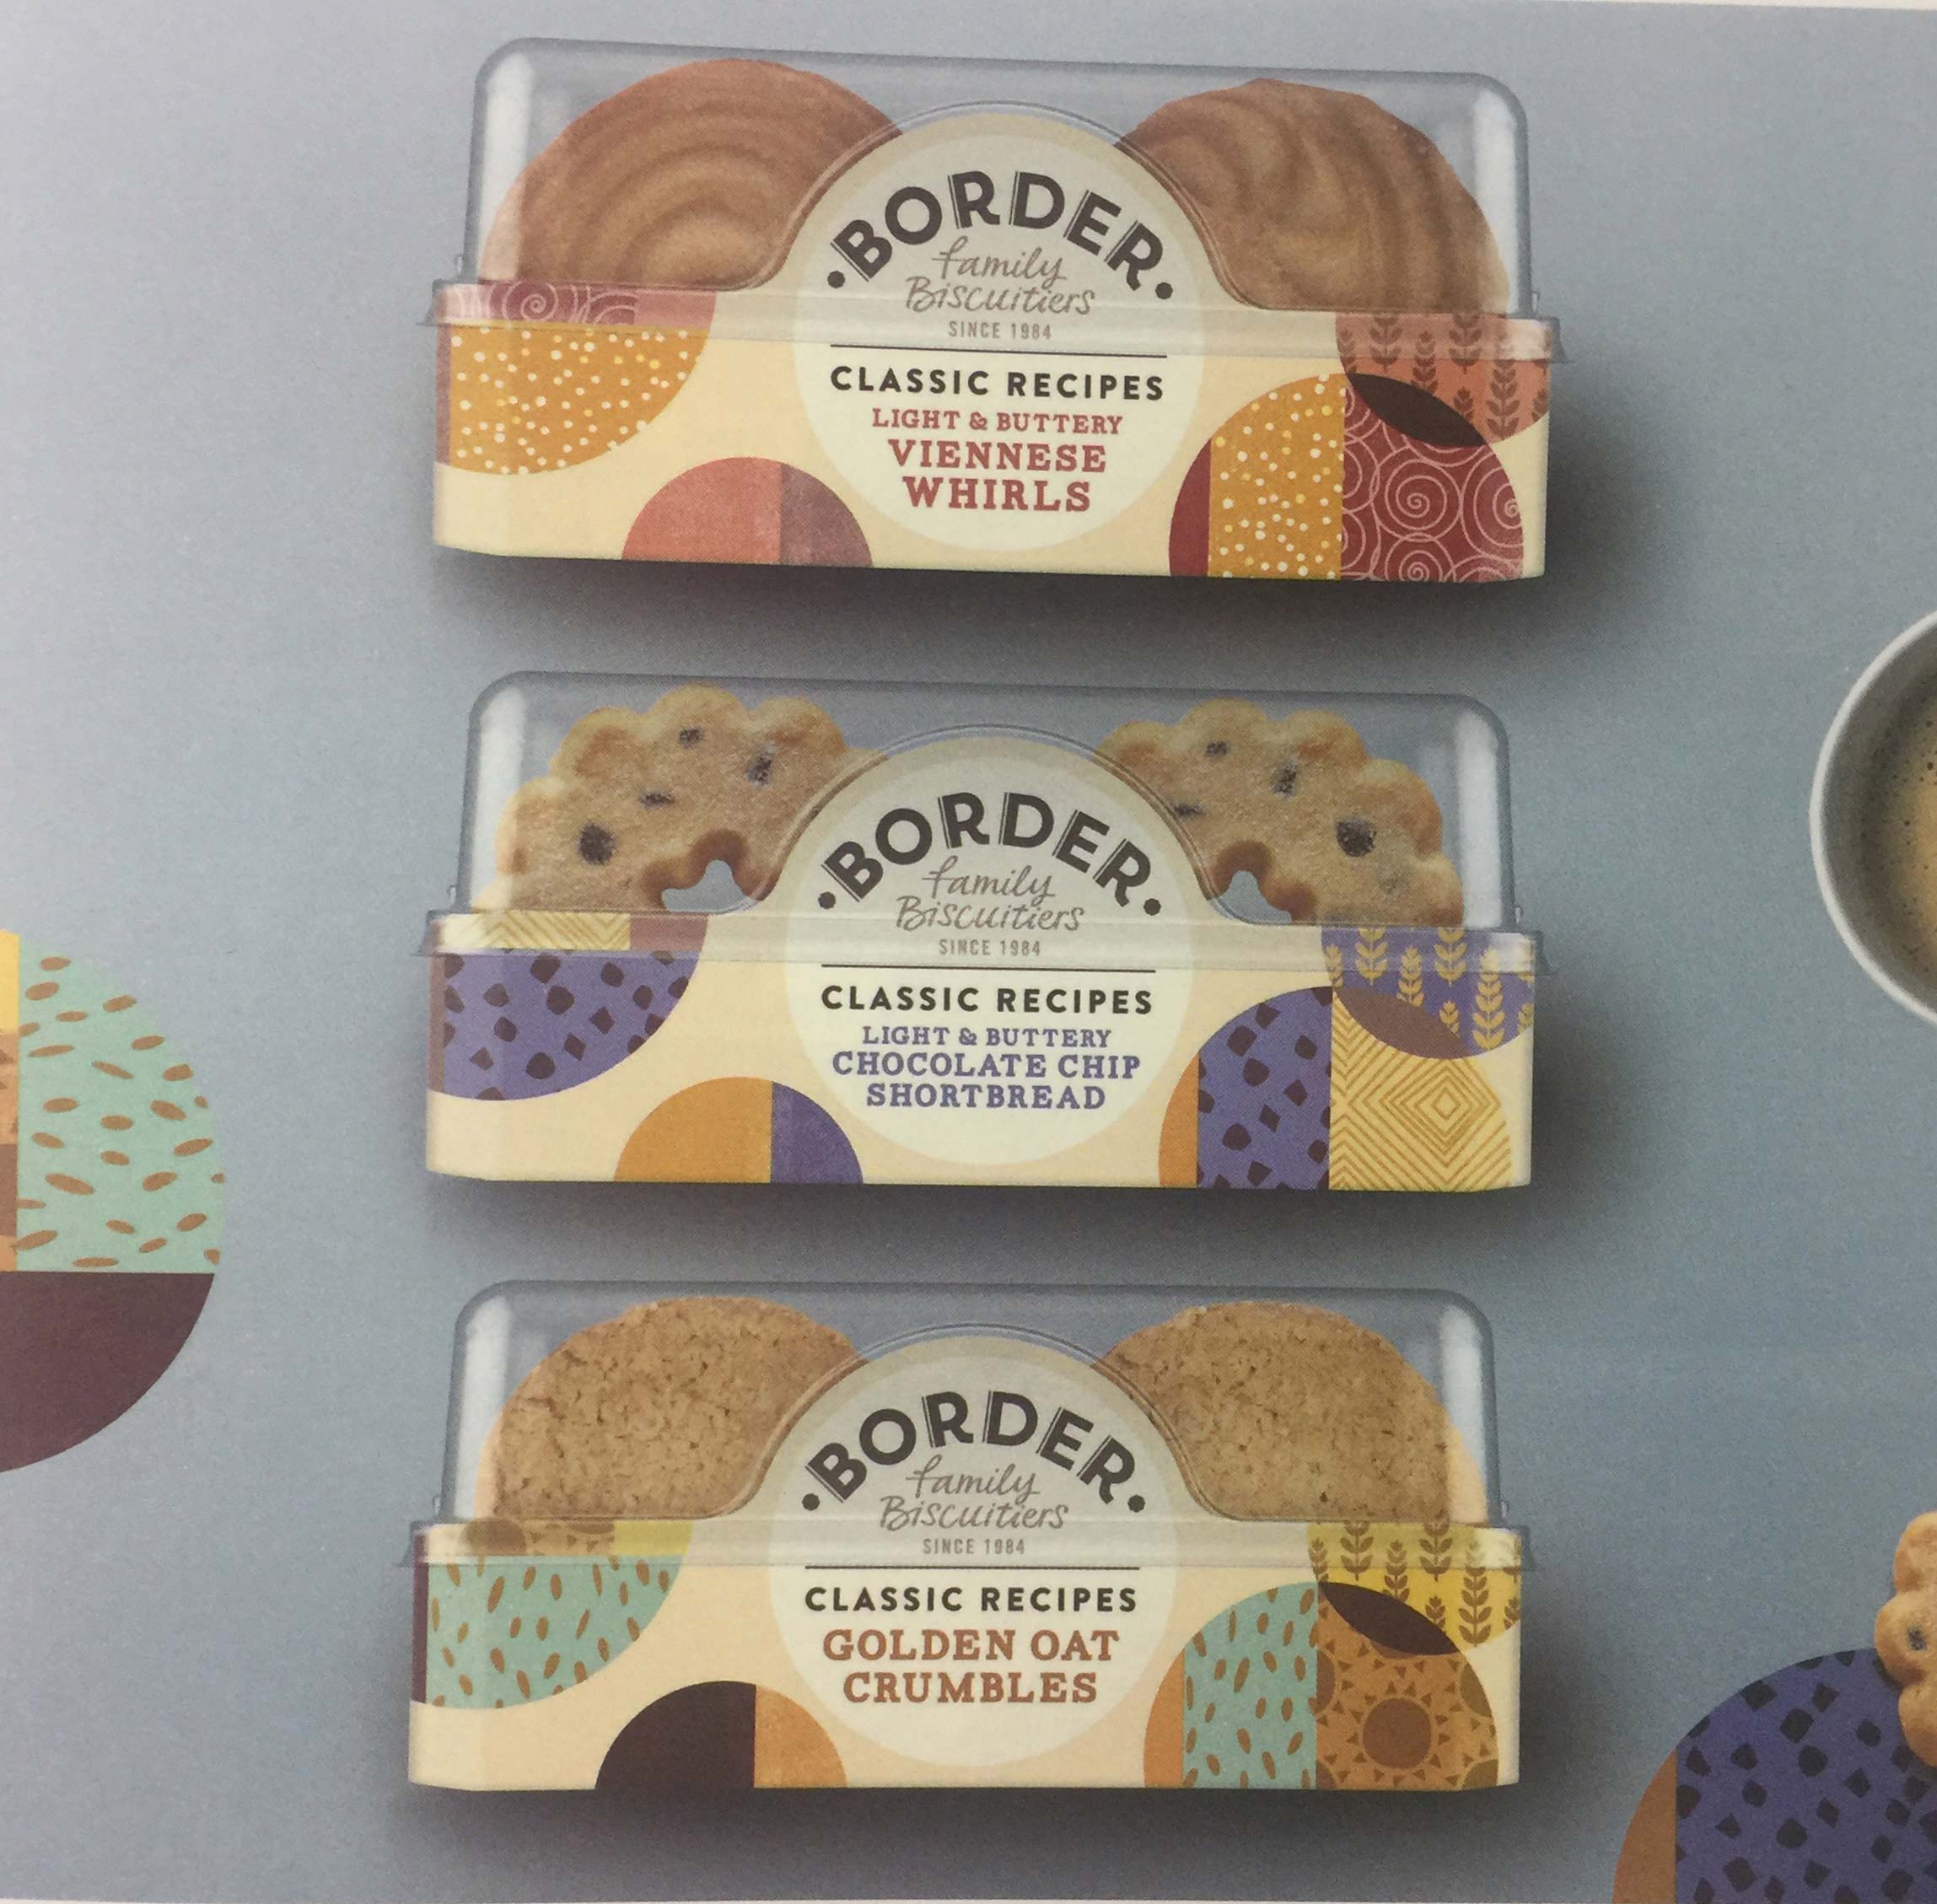 BORDER
family
Biscuitiers
SINCE 1984
CLASSIC RECIPES
LIGHT & BUTTERY
VIENNESE
WHIRLS
BORDER
family
Biscuitiers
SINCE 1984
CLASSIC RECIPES
LIGHT & BUTTERY
CHOCOLATE CHIP
SHORTBREAD
BORDER
family
Biscuitiers
SINCE 1984
CLASSIC RECIPES
GOLDEN OAT
CRUMBLES